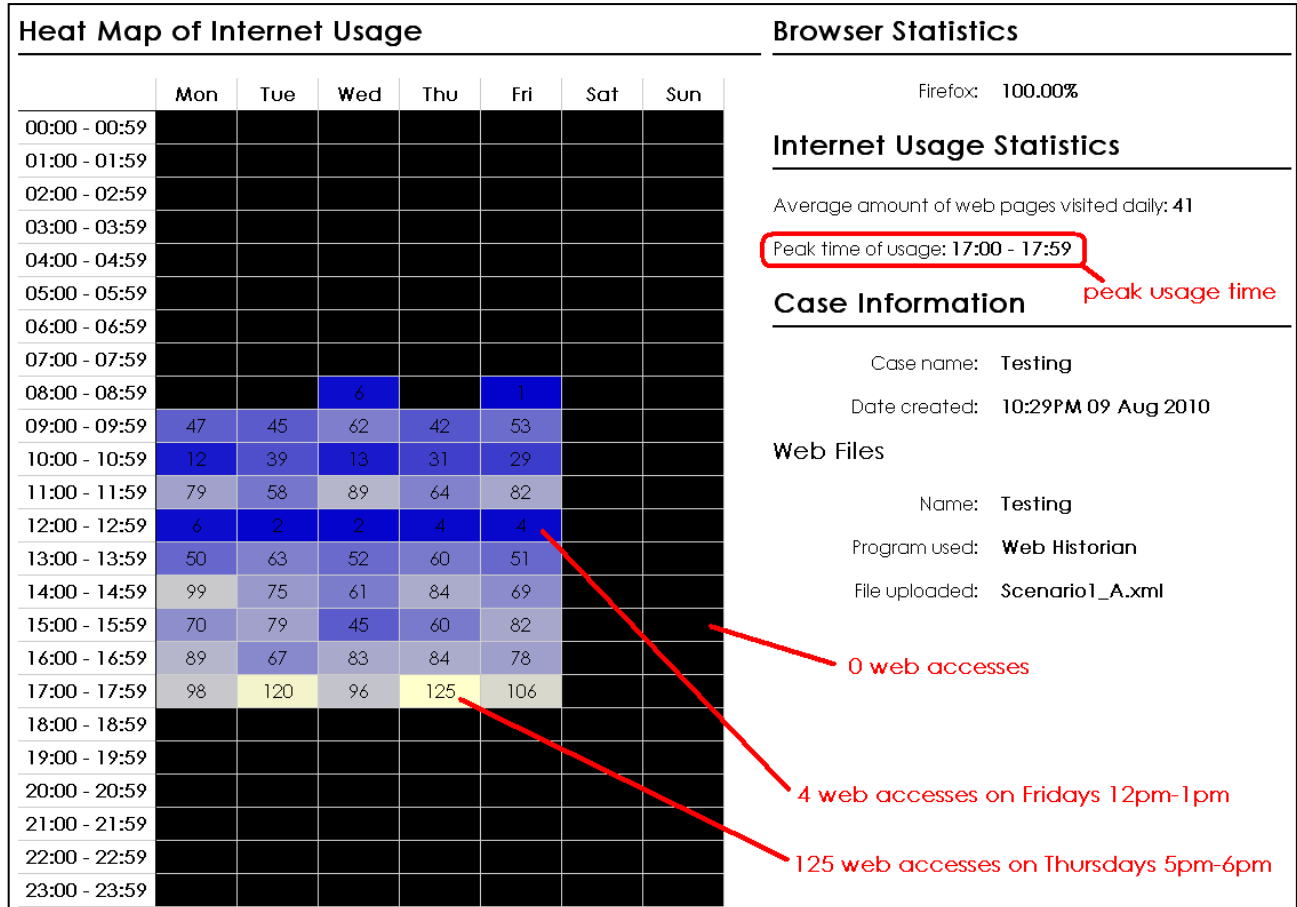 Heat Map of Internet Usage
Mon Tue Wed Thu Fri Sat Sun
00:00 - 00:59
01:00 - 01:59
02:00 - 02:59
03:00 - 03:59
04:00 - 04:59
05:00 - 05:59
06:00 - 06:59
07:00 - 07:59
08:00 - 08:59 6 1
09:00 - 09:59 47 45 62 42 53
10:00 - 10:59 12 39 13 31 29
11:00 - 11:59 79 58 89 64 82
12:00 - 12:59 6 2 2 4 4
13:00 - 13:59 50 63 52 60 51
14:00 - 14:59 99 75 61 84 69
15:00 - 15:59 70 79 45 60 82
16:00 - 16:59 89 67 83 84 78
17:00 - 17:59 98 120 96 125 106
18:00 - 18:59
19:00 - 19:59
20:00 - 20:59
21:00 - 21:59
22:00 - 22:59
23:00 - 23:59
Browser Statistics
Firefox: 100.00%
Internet Usage Statistics
Average amount of web pages visited daily: 41
Peak time of usage: 17:00 - 17:59
peak usage time
Case Information
Case name: Testing
Date created: 10:29PM 09 Aug 2010
Web Files
Name: Testing
Program used: Web Historian
File uploaded: Scenario1_A.xml
0 web accesses
4 web accesses on Fridays 12pm-1pm
125 web accesses on Thursdays 5pm-6pm